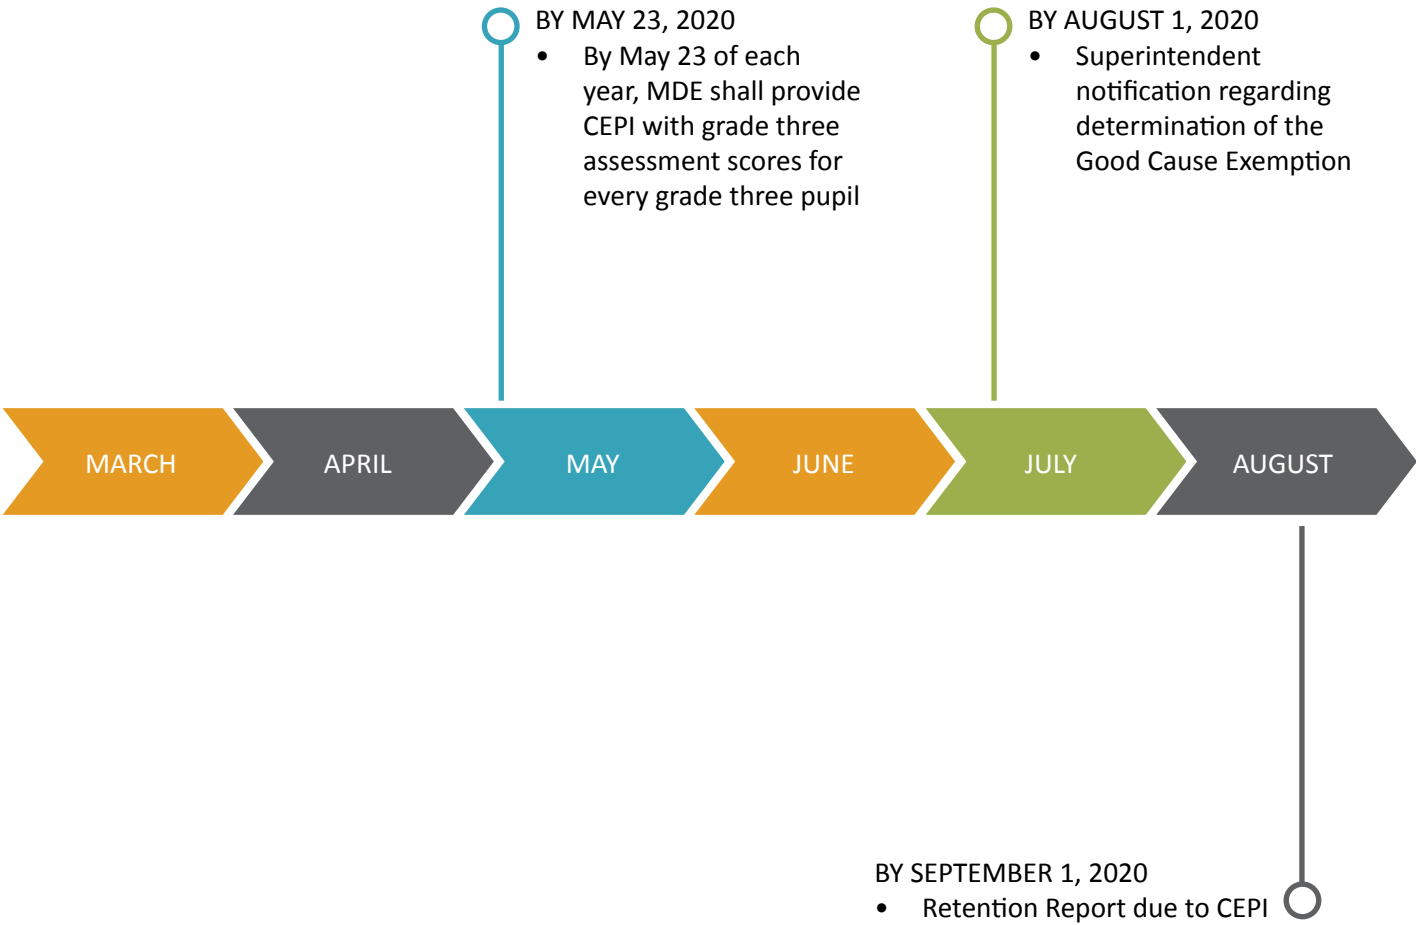 BY MAY 23, 2020
• By May 23 of each
year, MDE shall provide
CEPI with grade three
assessment scores for
every grade three pupil
BY AUGUST 1, 2020
• Superintendent
notification regarding
determination of the
Good Cause Exemption
MARCH
APRIL
MAY
JUNE
JULY
AUGUST
BY SEPTEMBER 1, 2020
• Retention Report due to CEPI